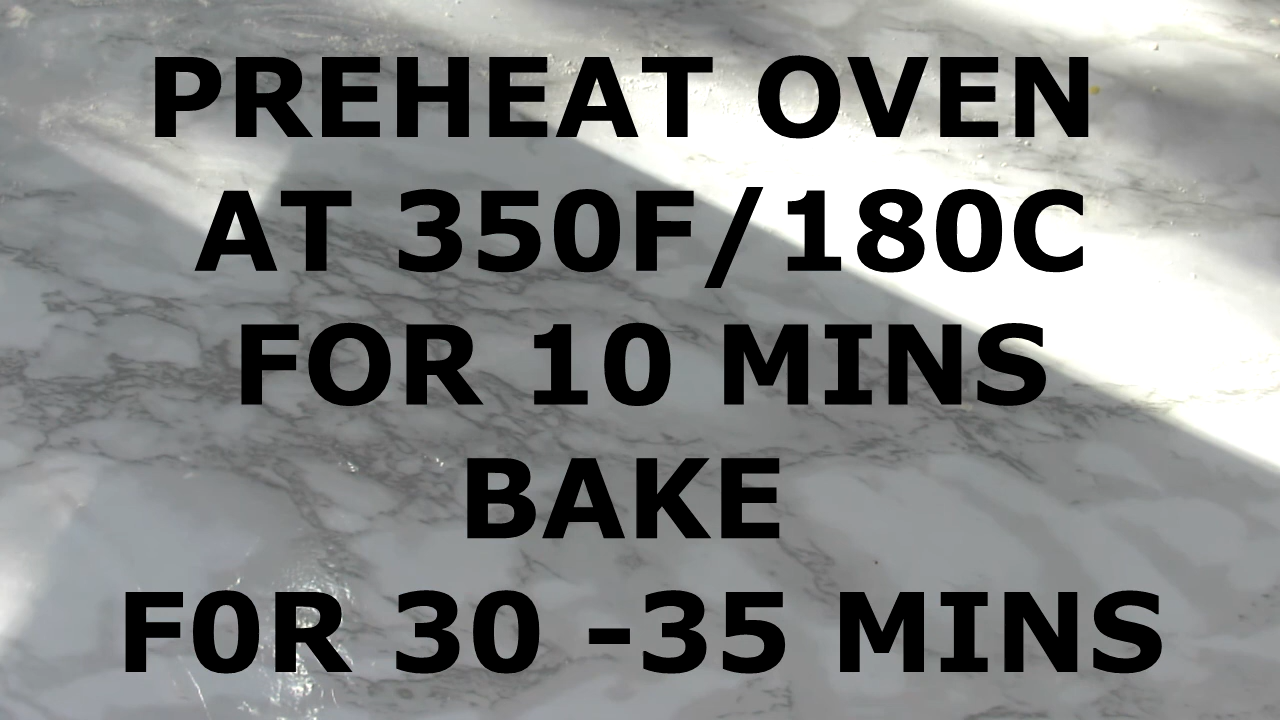 PREHEAT OVEN
AT 350F/180C
FOR 10 MINS
BAKE
F0R 30 -35 MINS